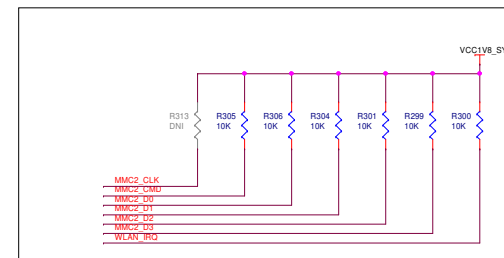 VCC1V8_SY
R313 R305 R306 R304 R301 R299 R300
DNI 10K 10K 10K 10K 10K 10K
MMC2_CLK
MMC2_CMD
MMC2_D0
MMC2_D1
MMC2_D2
MMC2_D3
WLAN_IRQ